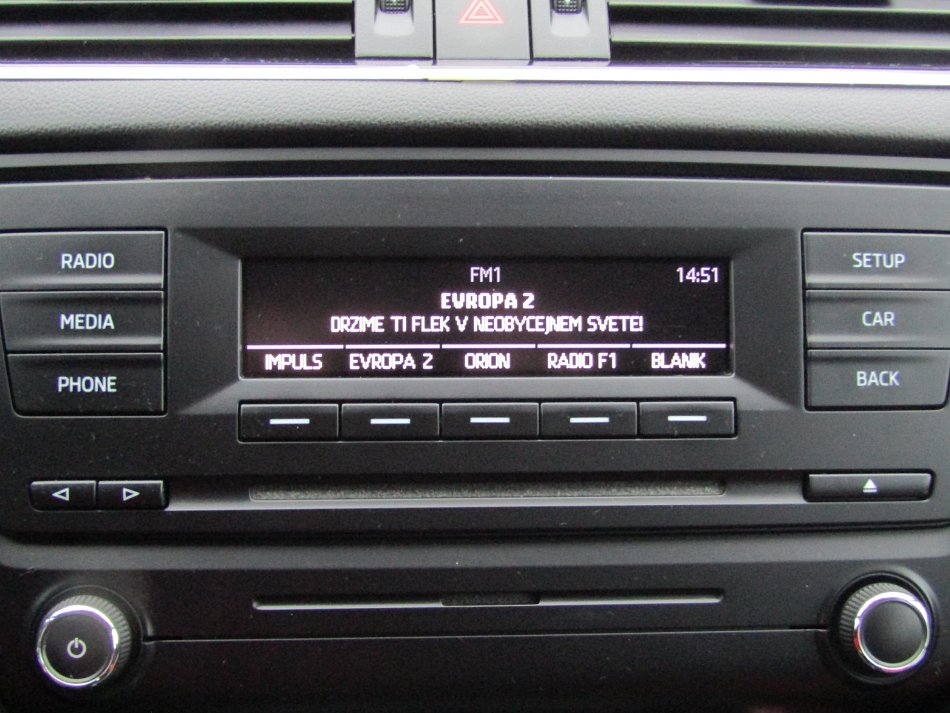 RADIO
MEDIA
PHONE
FM1 14:51
EVROPA 2
DRZIME TI FLEK V NEOBYCEJNEM SVETE!
IMPULS EVROPA 2 ORION RADIO F1 BLANIK
SETUP
CAR
BACK